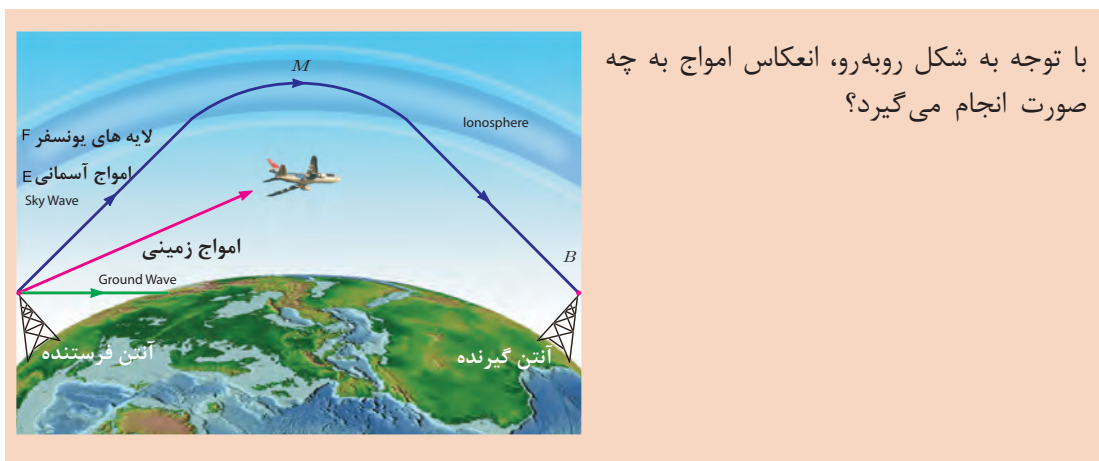 با توجه به شکل روبه‌رو، انعکاس امواج به چه
صورت انجام می‌گیرد؟
M
Ionosphere
لایه های یونسفر F
امواج آسمانی E
Sky Wave
امواج زمینی
B
Ground Wave
آنتن فرستنده
آنتن گیرنده